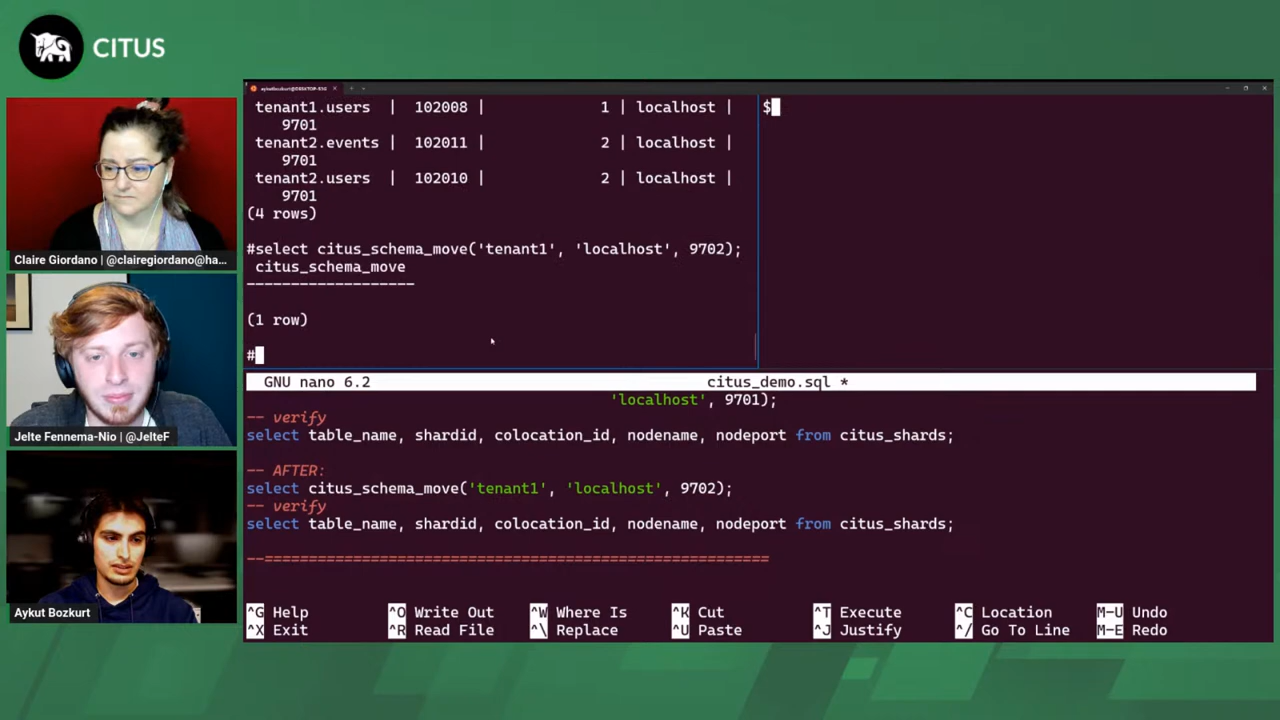 CITUS
aykutbozkurt@DESKTOP-
tenant1.users | 102008 | 1 | localhost |
9701
tenant2.events | 102011 | 2 | localhost |
9701
tenant2.users | 102010 | 2 | localhost |
9701
(4 rows)
#select citus_schema_move('tenant1', 'localhost', 9702);
citus_schema_move
-------------------
(1 row)
#
$
GNU nano 6.2 citus_demo.sql *
'localhost', 9701);
-- verify
select table_name, shardid, colocation_id, nodename, nodeport from citus_shards;
-- AFTER:
select citus_schema_move('tenant1', 'localhost', 9702);
-- verify
select table_name, shardid, colocation_id, nodename, nodeport from citus_shards;
--=========================================================
^G Help ^O Write Out ^W Where Is ^K Cut ^T Execute ^C Location M-U Undo
^X Exit ^R Read File ^\ Replace ^U Paste ^J Justify ^/ Go To Line M-E Redo
Claire Giordano | @clairegiordano@ha...
Jelte Fennema-Nio | @JelteF
Aykut Bozkurt